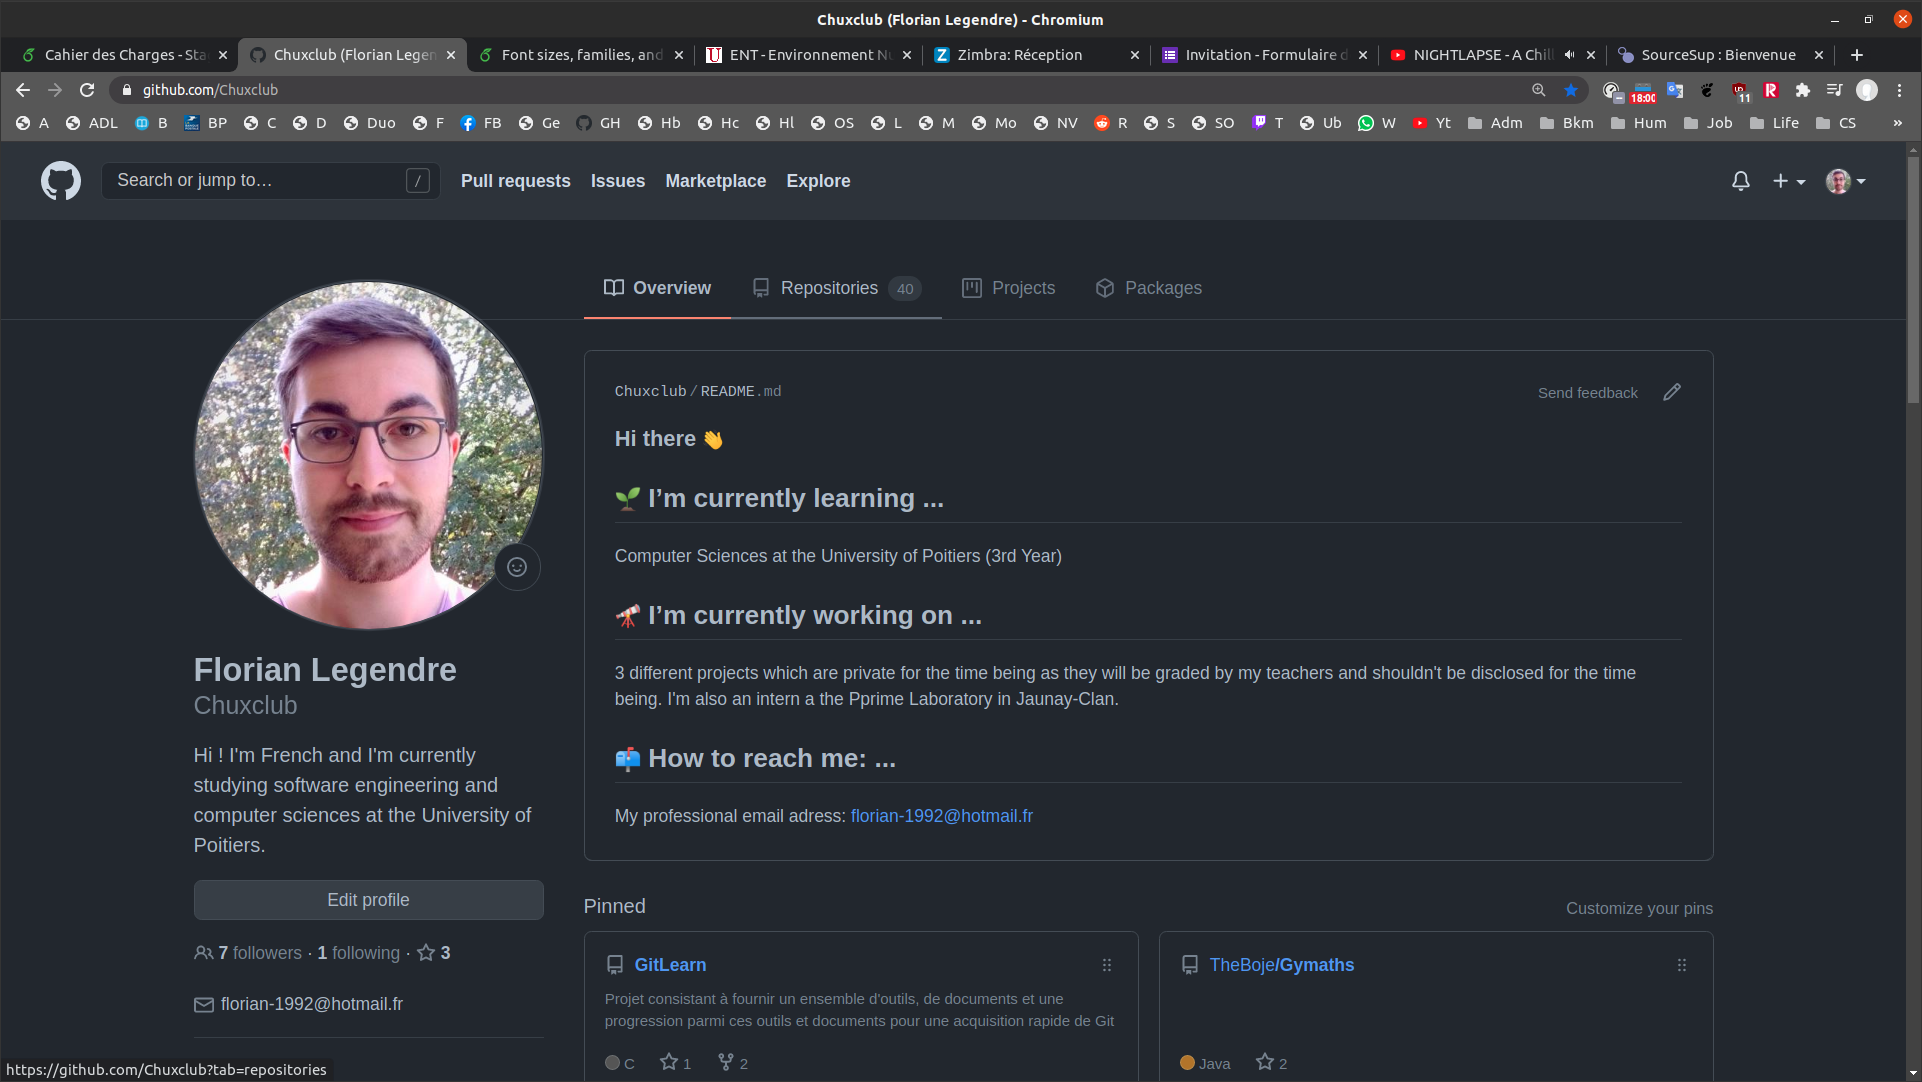 Chuxclub (Florian Legendre) - Chromium
Cahier des Charges - Sta
Chuxclub (Florian Legen
Font sizes, families, and
ENT - Environnement Nu
Zimbra: Réception
Invitation - Formulaire d
NIGHTLAPSE - A Chill
SourceSup : Bienvenue
github.com/Chuxclub
18:00
11
A ADL B BP C D Duo F FB Ge GH Hb Hc Hl OS L M Mo NV R S SO T Ub W Yt Adm Bkm Hum Job Life CS »
Search or jump to… /
Pull requests Issues Marketplace Explore
Overview Repositories 40 Projects Packages
Chuxclub/README.md
Send feedback
Hi there
I'm currently learning ...
Computer Sciences at the University of Poitiers (3rd Year)
I'm currently working on ...
3 different projects which are private for the time being as they will be graded by my teachers and shouldn't be disclosed for the time
being. I'm also an intern a the Pprime Laboratory in Jaunay-Clan.
How to reach me: ...
My professional email adress: florian-1992@hotmail.fr
Florian Legendre
Chuxclub
Hi ! I'm French and I'm currently
studying software engineering and
computer sciences at the University of
Poitiers.
Edit profile
7 followers · 1 following · 3
florian-1992@hotmail.fr
Pinned
Customize your pins
GitLearn
Projet consistant à fournir un ensemble d'outils, de documents et une
progression parmi ces outils et documents pour une acquisition rapide de Git
C 1 2
TheBoje/Gymaths
Java 2
https://github.com/Chuxclub?tab=repositories